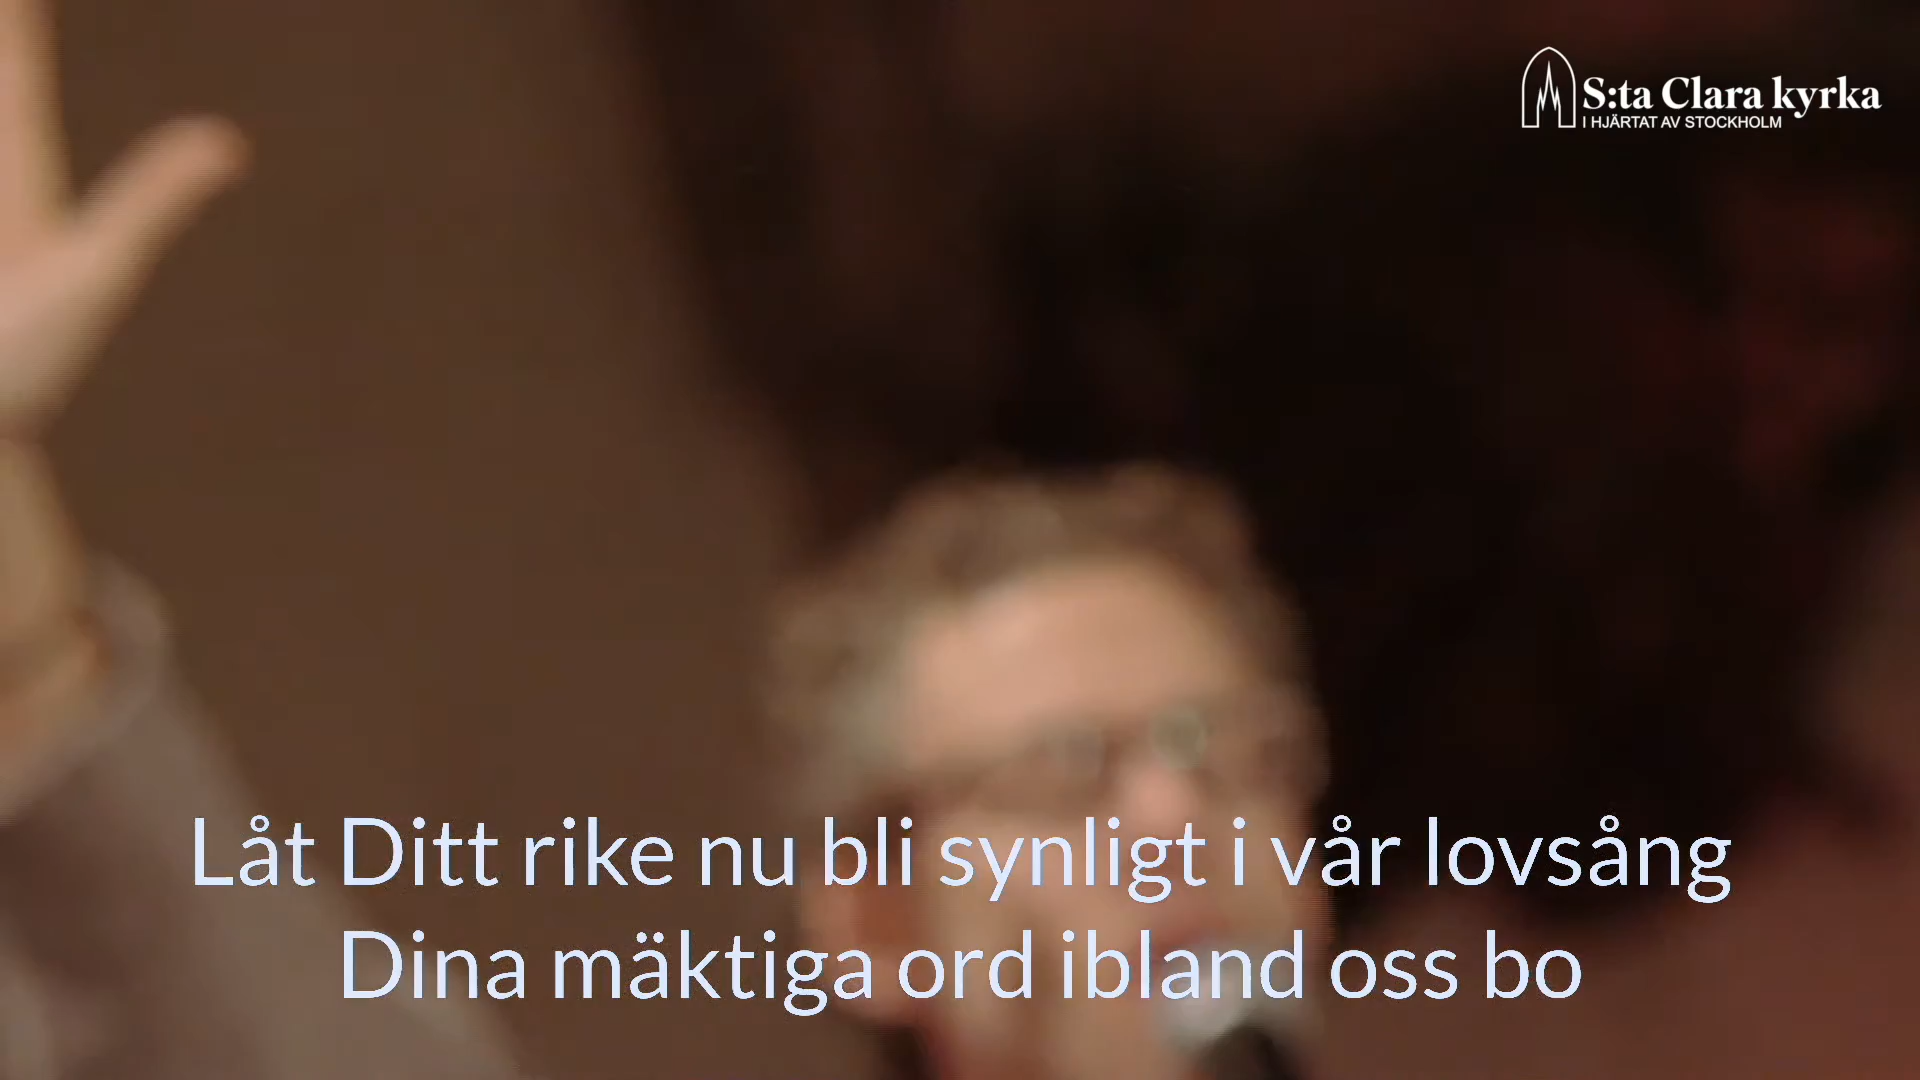 S:ta Clara kyrka
I HJÄRTAT AV STOCKHOLM
Låt Ditt rike nu bli synligt i vår lovsång
Dina mäktiga ord ibland oss bo